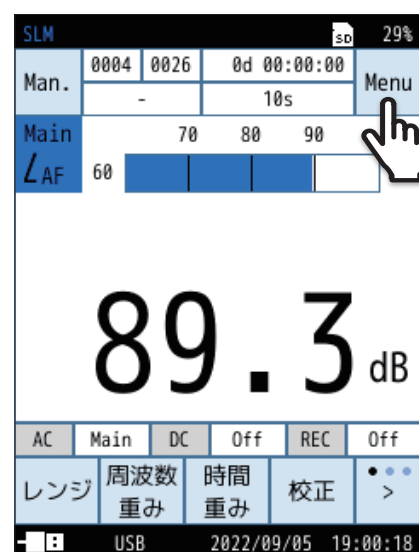 SLM SD 29%
Man. 0004 0026 0d 00:00:00 Menu
- 10s
Main 70 80 90
LAF 60
89.3 dB
AC Main DC Off REC Off
レンジ 周波数 時間 校正 >
重み 重み
USB 2022/09/05 19:00:18